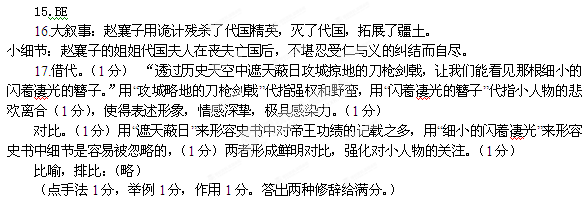 15.BE
16.大叙事：赵襄子用诡计残杀了代国精英，灭了代国，拓展了疆土。
小细节：赵襄子的姐姐代国夫人在丧夫亡国后，不堪忍受仁与义的纠结而自尽。
17.借代。（1分） “透过历史天空中遮天蔽日攻城掠地的刀枪剑戟，让我们能看见那根细小的
闪着凄光的簪子。”用“攻城略地的刀枪剑戟”代指强权和野蛮，用“闪着凄光的簪子”代指小人物的悲
欢离合（1分），使得表述形象，情感深挚，极具感染力。（1分）
对比。（1分）用“遮天蔽日”来形容史书中对帝王功绩的记载之多，用“细小的闪着凄光”来形容
史书中细节是容易被忽略的，（1分）两者形成鲜明对比，强化对小人物的关注。（1分）
比喻，排比：（略）
（点手法1分，举例1分，作用1分。答出两种修辞给满分。）